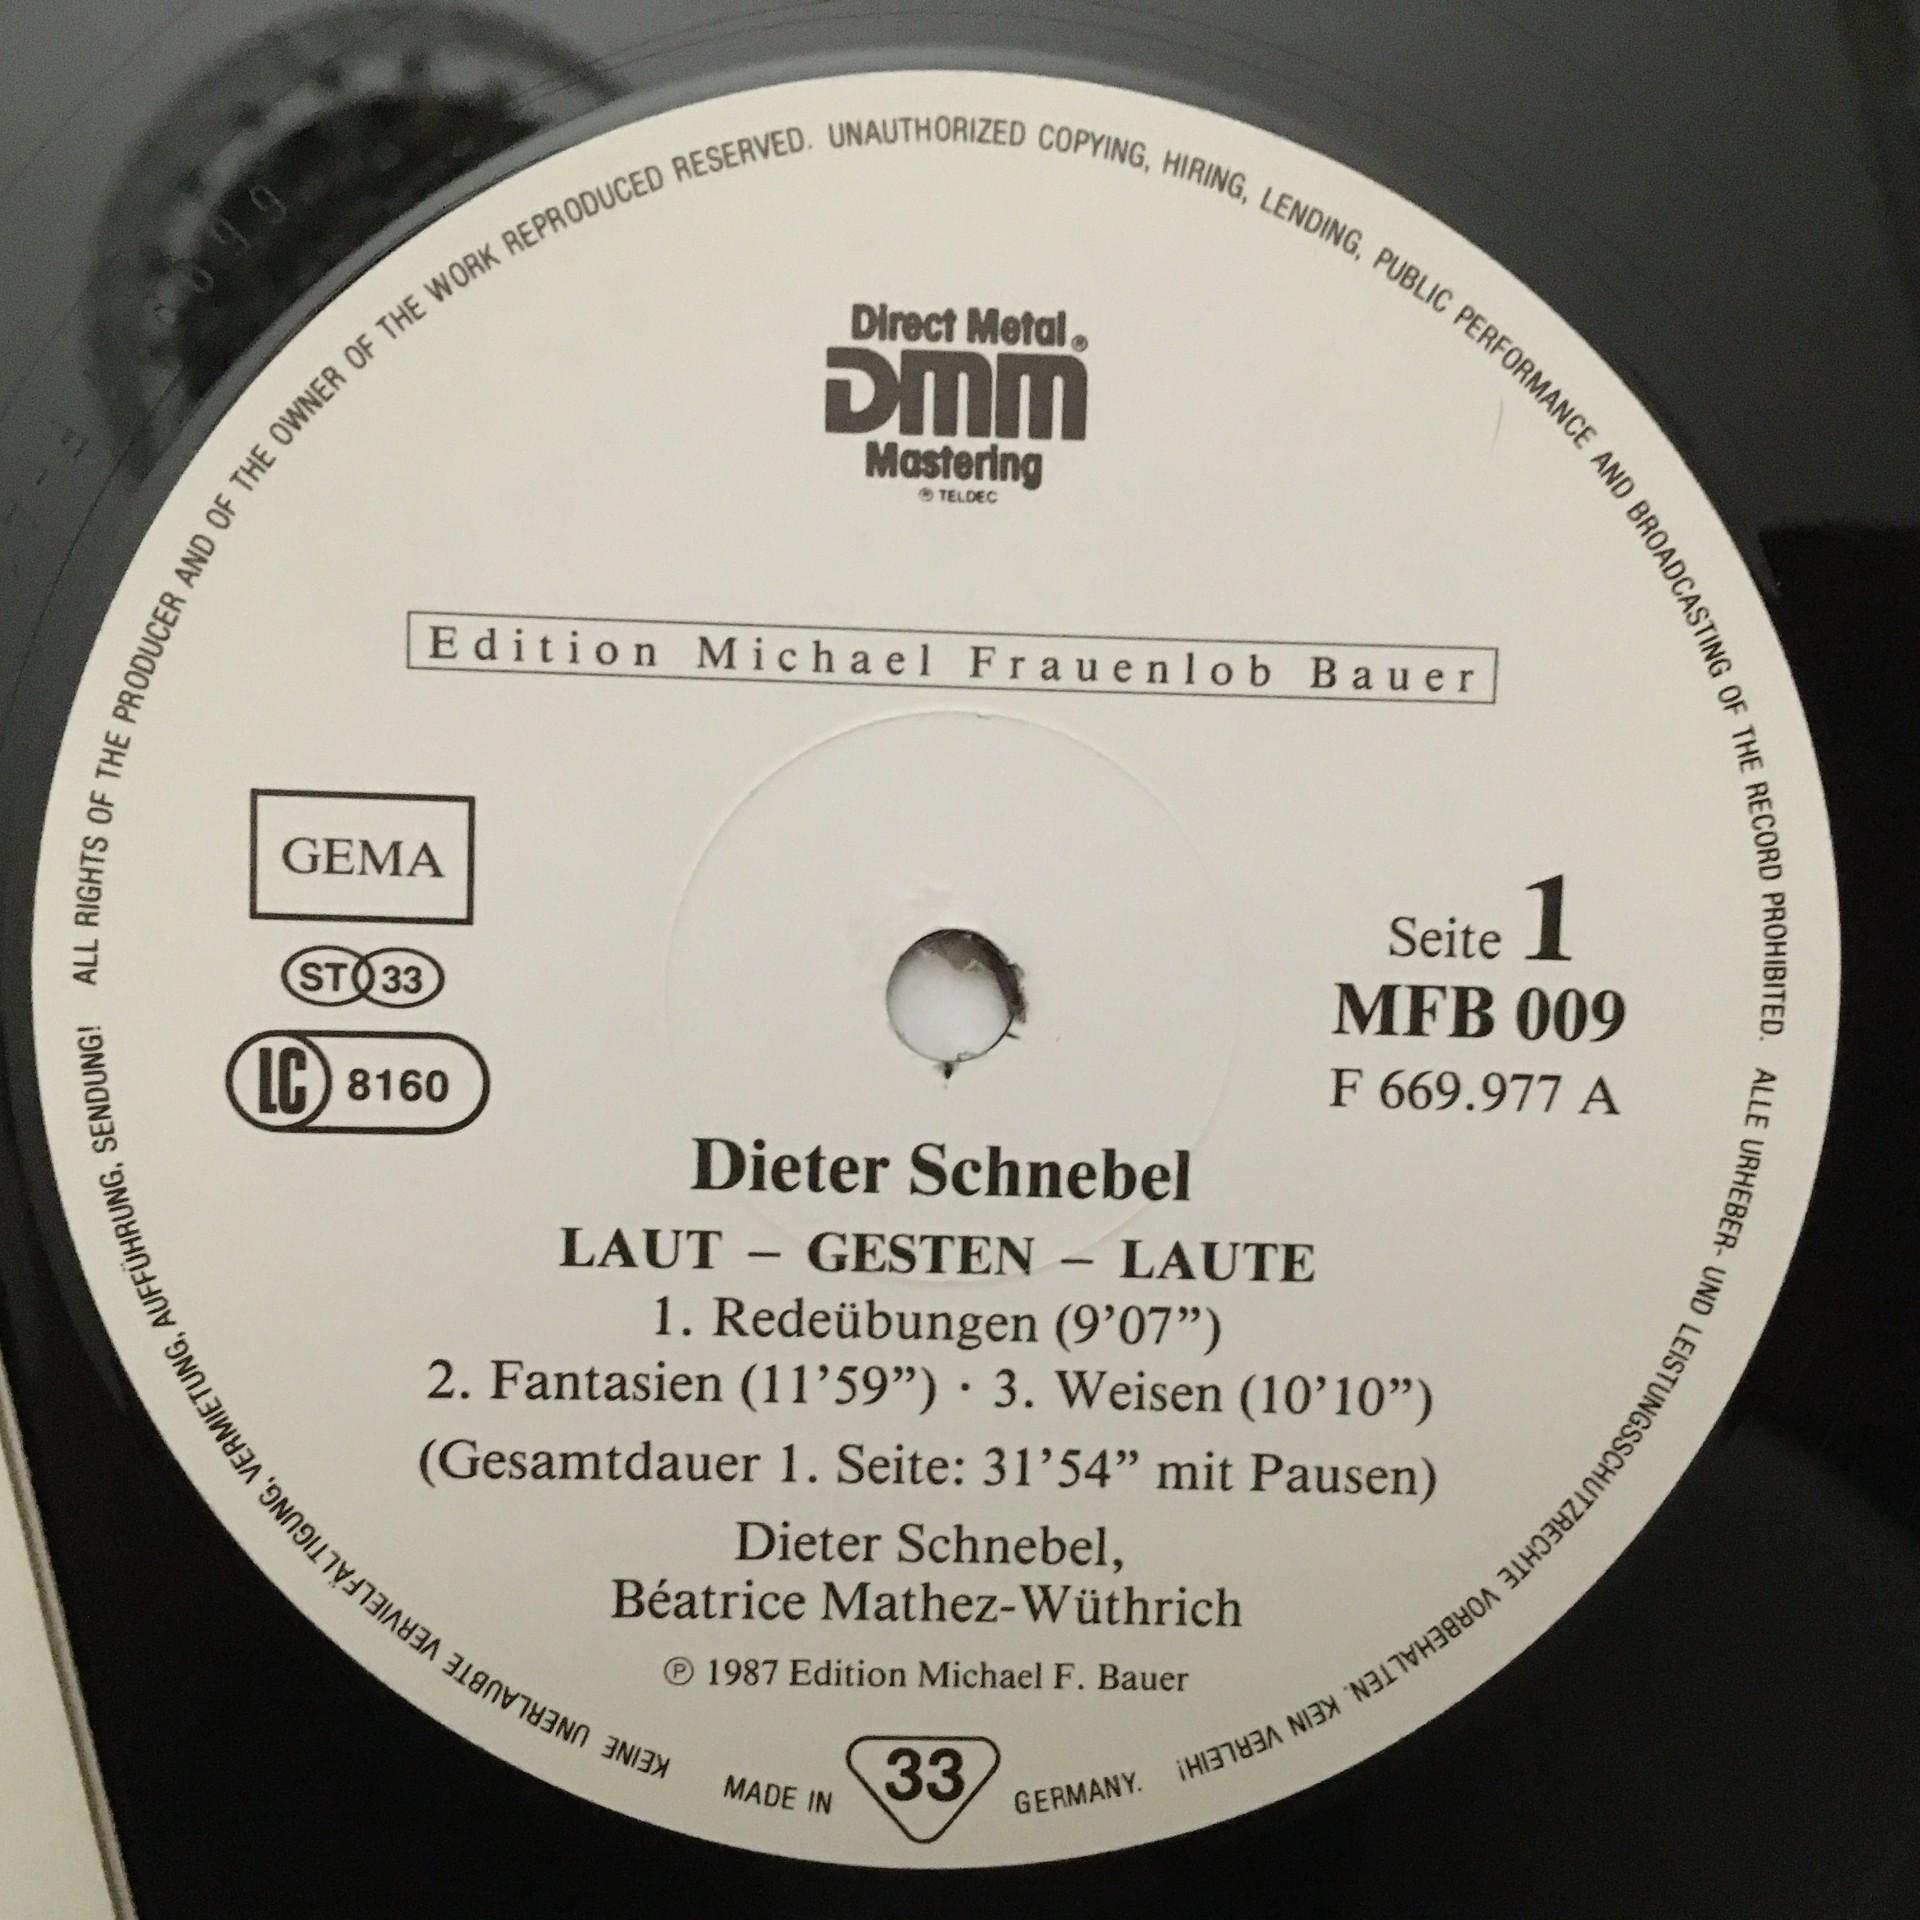 ALL RIGHTS OF THE PRODUCER AND OF THE OWNER OF THE WORK REPRODUCED RESERVED. UNAUTHORIZED COPYING, HIRING, LENDING, PUBLIC PERFORMANCE AND BROADCASTING OF THE RECORD PROHIBITED. ALLE URHEBER- UND LEISTUNGSSCHUTZRECHTE VORBEHALTEN. KEIN VERLEIH! KEINE UNERLAUBTE VERVIELFÄLTIGUNG, VERMIETUNG, AUFFÜHRUNG, SENDUNG!
Direct Metal®
DMM
Mastering
® TELDEC
Edition Michael Frauenlob Bauer
GEMA
ST 33
LC 8160
Seite 1
MFB 009
F 669.977 A
Dieter Schnebel
LAUT – GESTEN – LAUTE
1. Redeübungen (9’07”)
2. Fantasien (11’59”) · 3. Weisen (10’10”)
(Gesamtdauer 1. Seite: 31’54” mit Pausen)
Dieter Schnebel,
Béatrice Mathez-Wüthrich
℗ 1987 Edition Michael F. Bauer
MADE IN 33 GERMANY.